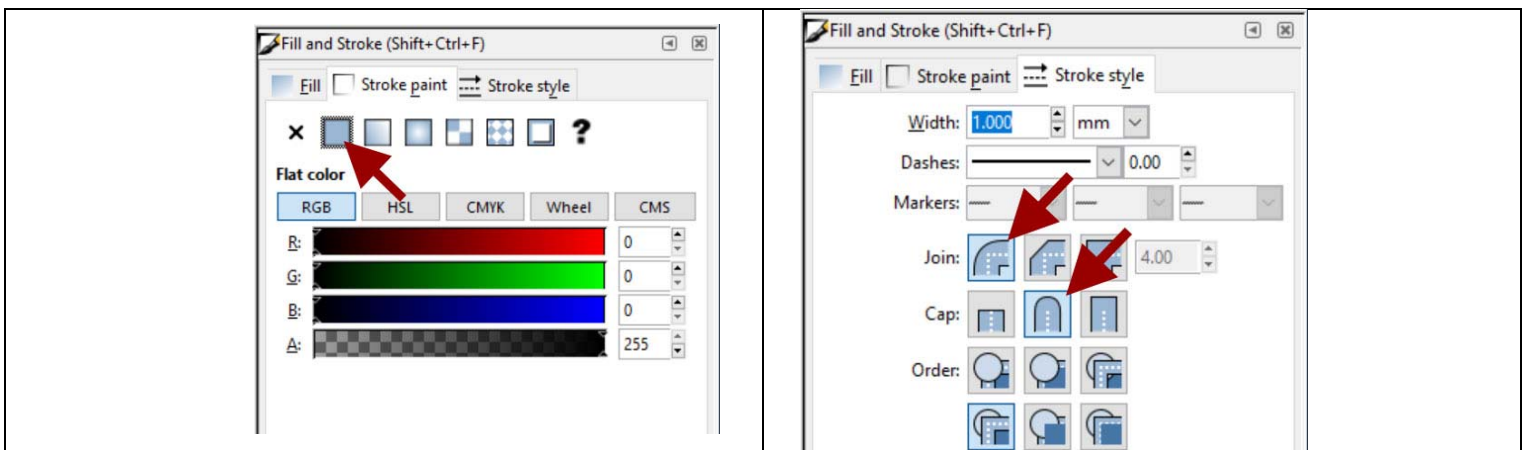 Fill and Stroke (Shift+Ctrl+F)
Fill Stroke paint Stroke style
?
Flat color
RGB HSL CMYK Wheel CMS
R: 0
G: 0
B: 0
A: 255
Fill and Stroke (Shift+Ctrl+F)
Fill Stroke paint Stroke style
Width: 1.000 mm
Dashes: 0.00
Markers:
Join: 4.00
Cap:
Order: